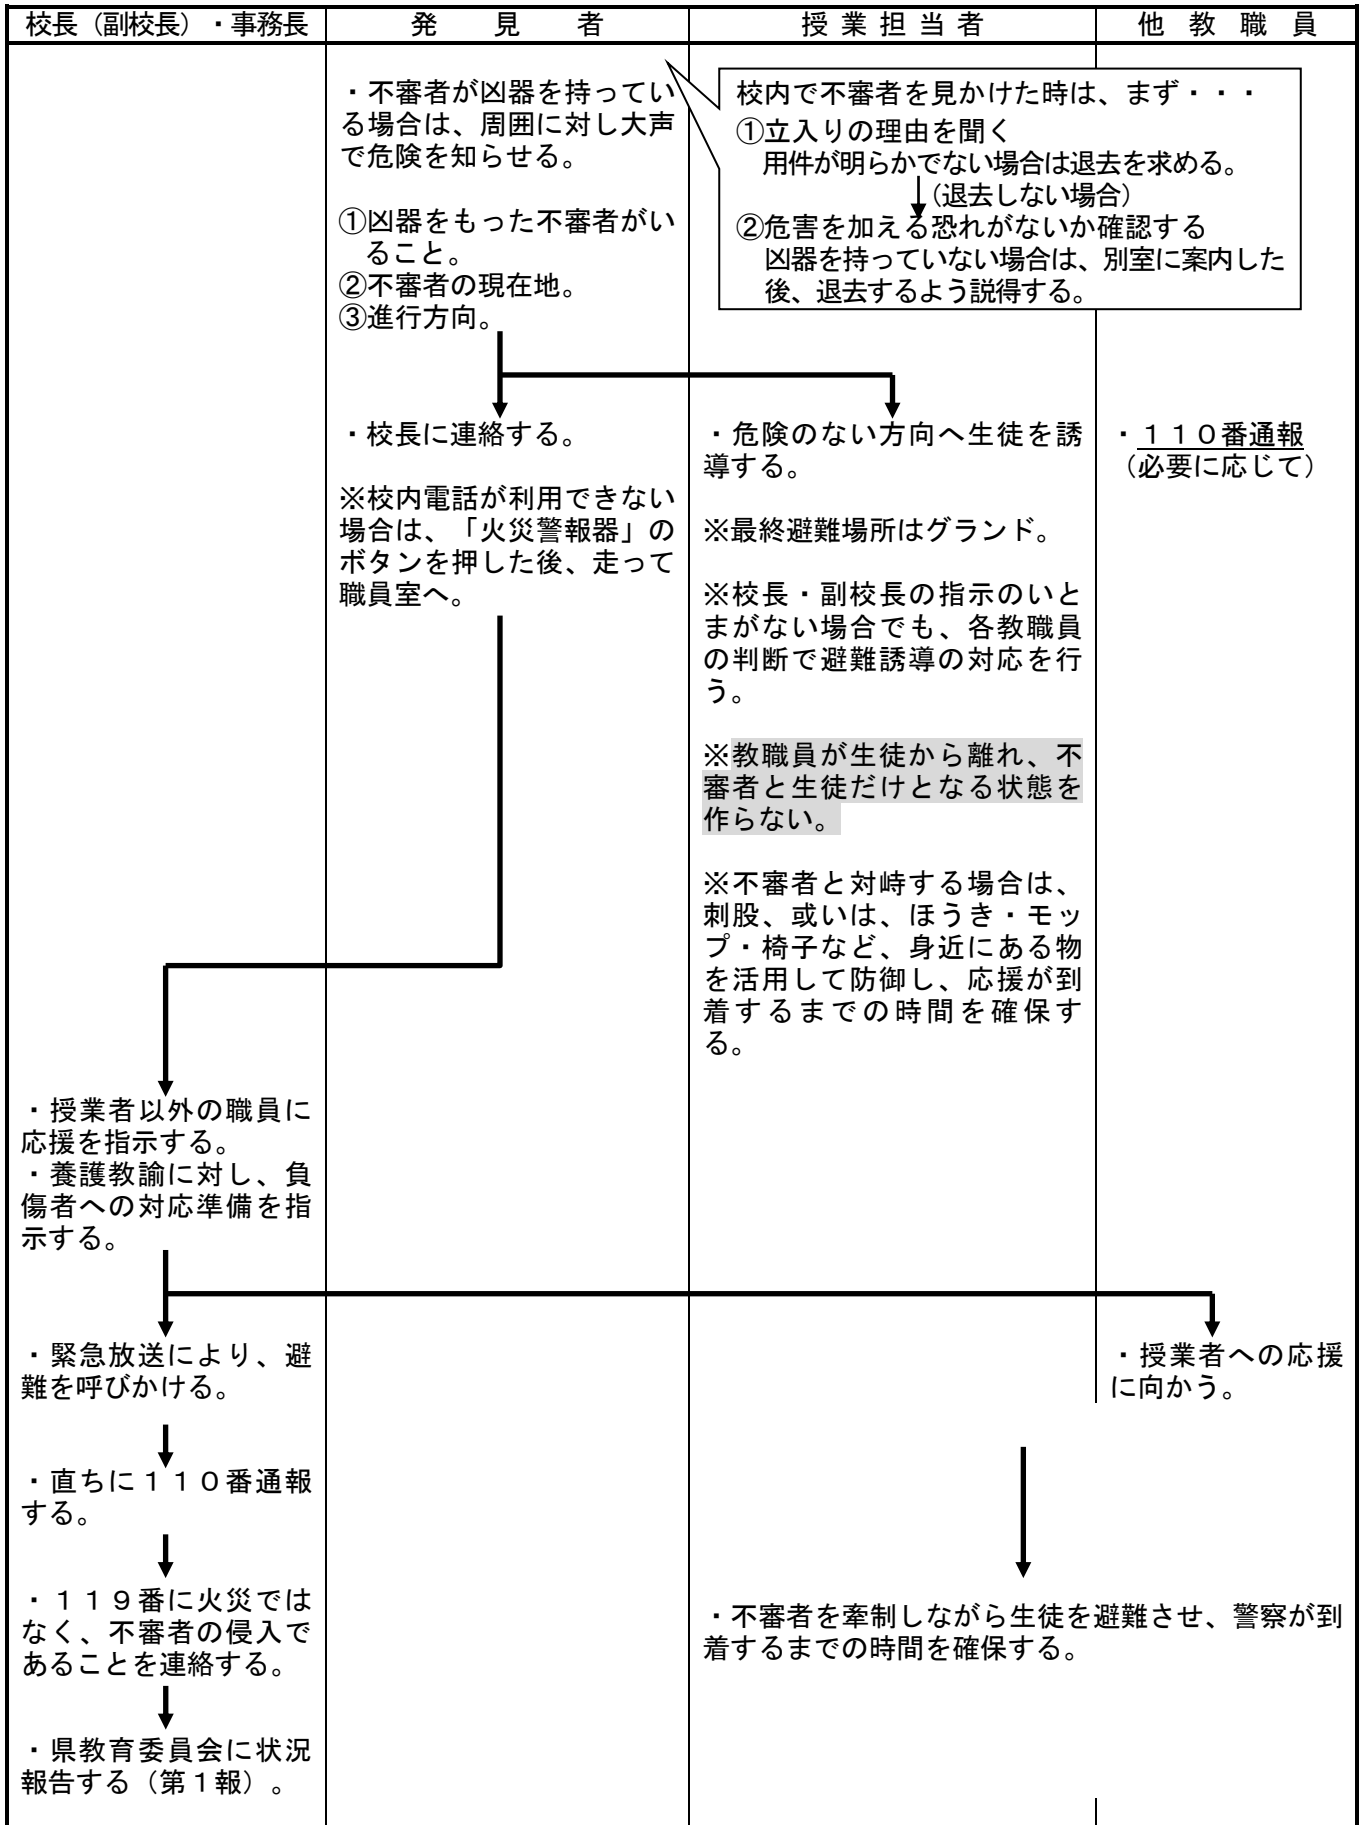 校長（副校長）・事務長
発見者
授業担当者
他教職員
・不審者が凶器を持ってい
る場合は、周囲に対し大声
で危険を知らせる。
①凶器をもった不審者がい
ること。
②不審者の現在地。
③進行方向。
校内で不審者を見かけた時は、まず・・・
①立入りの理由を聞く
用件が明らかでない場合は退去を求める。
（退去しない場合）
②危害を加える恐れがないか確認する
凶器を持っていない場合は、別室に案内した
後、退去するよう説得する。
・校長に連絡する。
※校内電話が利用できない
場合は、「火災警報器」の
ボタンを押した後、走って
職員室へ。
・危険のない方向へ生徒を誘
導する。
※最終避難場所はグランド。
※校長・副校長の指示のいと
まがない場合でも、各教職員
の判断で避難誘導の対応を行
う。
※教職員が生徒から離れ、不
審者と生徒だけとなる状態を
作らない。
※不審者と対峙する場合は、
刺股、或いは、ほうき・モッ
プ・椅子など、身近にある物
を活用して防御し、応援が到
着するまでの時間を確保す
る。
・１１０番通報
（必要に応じて）
・授業者以外の職員に
応援を指示する。
・養護教諭に対し、負
傷者への対応準備を指
示する。
・緊急放送により、避
難を呼びかける。
・授業者への応援
に向かう。
・直ちに１１０番通報
する。
・１１９番に火災では
なく、不審者の侵入で
あることを連絡する。
・不審者を牽制しながら生徒を避難させ、警察が到
着するまでの時間を確保する。
・県教育委員会に状況
報告する（第１報）。